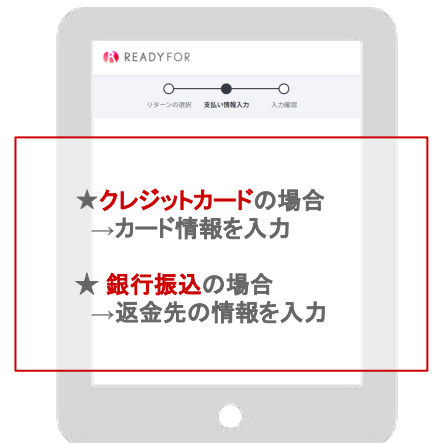 READYFOR
リターンの選択 支払い情報入力 入力確認
★クレジットカードの場合
→カード情報を入力
★ 銀行振込の場合
→返金先の情報を入力